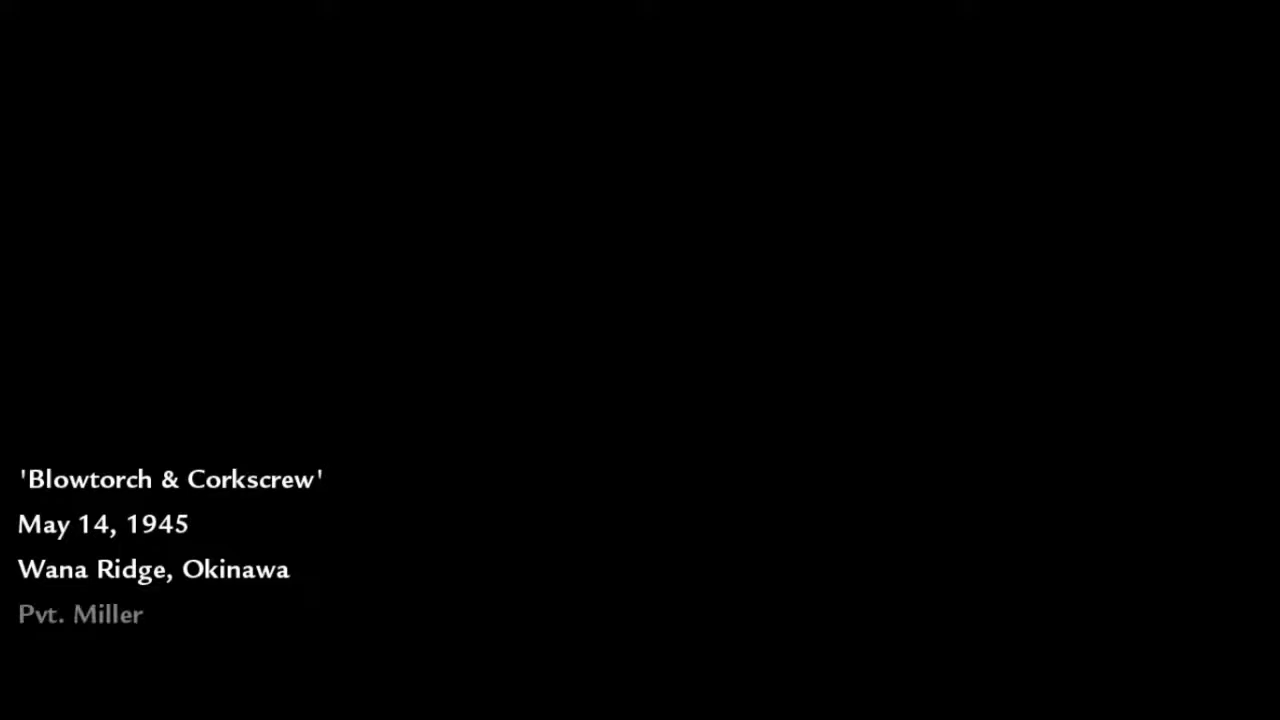 'Blowtorch & Corkscrew'
May 14, 1945
Wana Ridge, Okinawa
Pvt. Miller